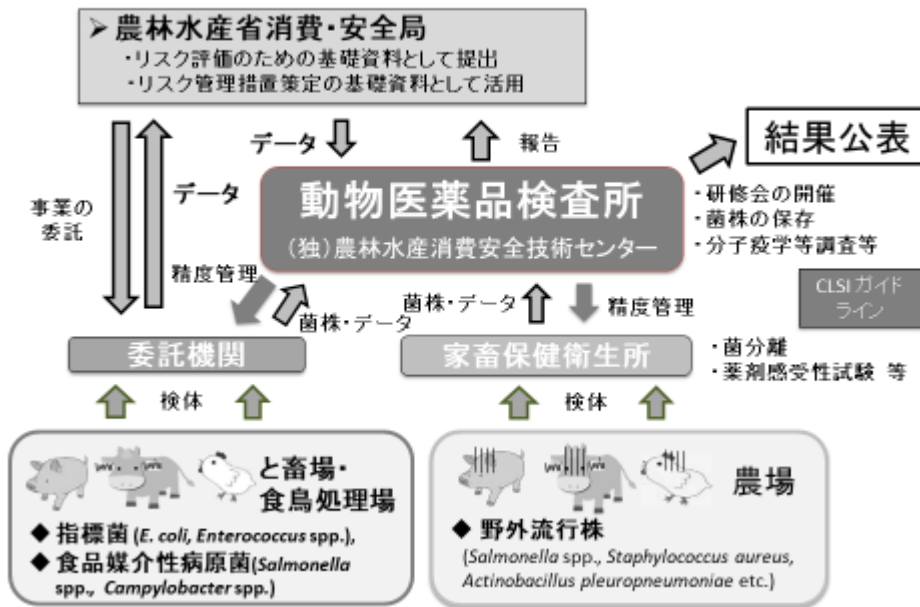 ➢ 農林水産省消費・安全局
・リスク評価のための基礎資料として提出
・リスク管理措置策定の基礎資料として活用
データ
報告
結果公表
事業の
委託
データ
動物医薬品検査所
(独)農林水産消費安全技術センター
・研修会の開催
・菌株の保存
・分子疫学等調査等
精度管理
菌株・データ
菌株・データ
精度管理
CLSI ガイド
ライン
委託機関
家畜保健衛生所
・菌分離
・薬剤感受性試験 等
検体
検体
と畜場・
食鳥処理場
◆ 指標菌 (E. coli, Enterococcus spp.),
◆ 食品媒介性病原菌(Salmonella
spp., Campylobacter spp.)
農場
◆ 野外流行株
(Salmonella spp., Staphylococcus aureus,
Actinobacillus pleuropneumoniae etc.)